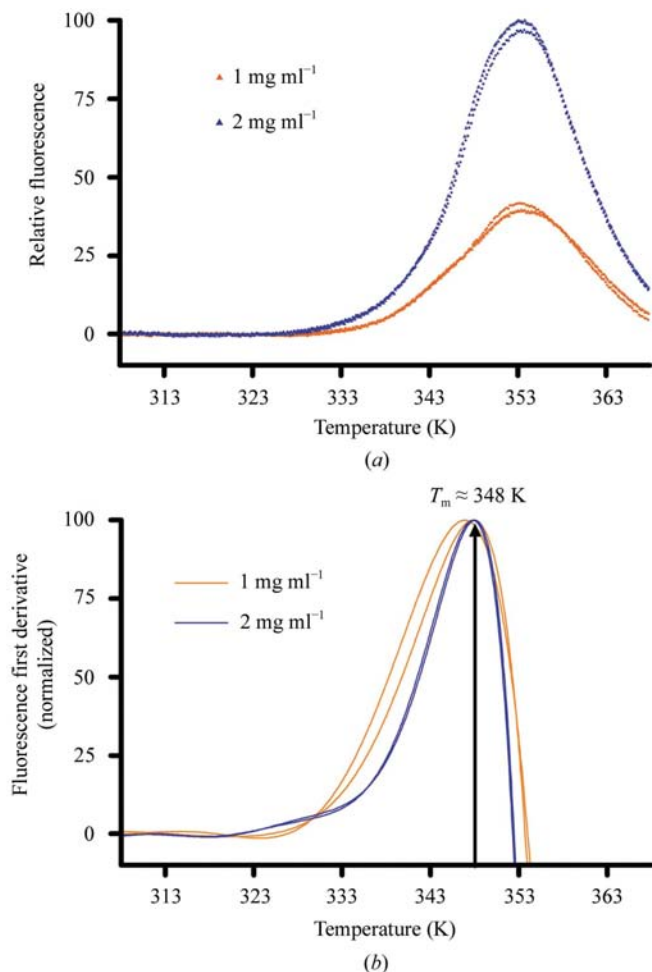 100
75
50
25
0
Relative fluorescence
1 mg ml⁻¹
2 mg ml⁻¹
313 323 333 343 353 363
Temperature (K)
(a)
Tm ≈ 348 K
100
75
50
25
0
Fluorescence first derivative
(normalized)
1 mg ml⁻¹
2 mg ml⁻¹
313 323 333 343 353 363
Temperature (K)
(b)